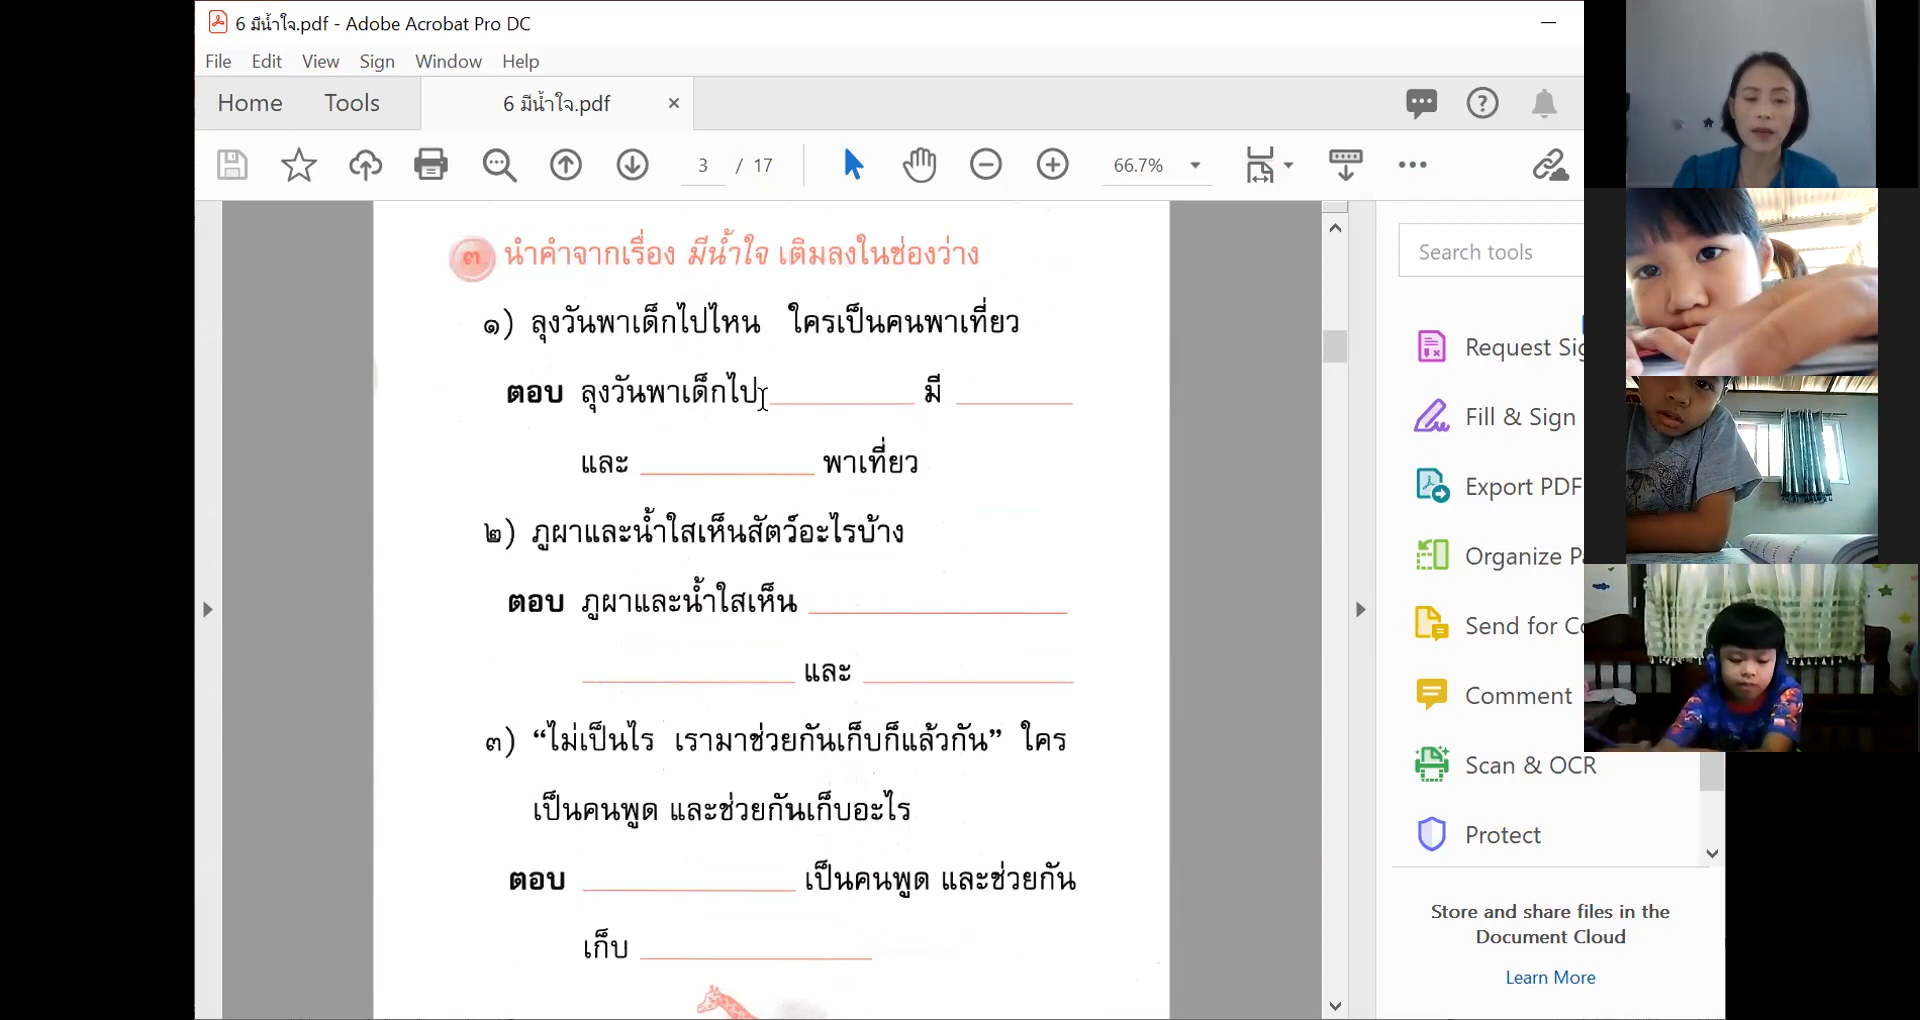 6 มีน้ำใจ.pdf - Adobe Acrobat Pro DC
File Edit View Sign Window Help
Home Tools 6 มีน้ำใจ.pdf ×
3 / 17 66.7%
๓ นำคำจากเรื่อง มีน้ำใจ เติมลงในช่องว่าง
๑) ลุงวันพาเด็กไปไหน ใครเป็นคนพาเที่ยว
ตอบ ลุงวันพาเด็กไป มี
และ พาเที่ยว
๒) ภูผาและน้ำใสเห็นสัตว์อะไรบ้าง
ตอบ ภูผาและน้ำใสเห็น
และ
๓) “ไม่เป็นไร เรามาช่วยกันเก็บก็แล้วกัน” ใคร
เป็นคนพูด และช่วยกันเก็บอะไร
ตอบ เป็นคนพูด และช่วยกัน
เก็บ
Search tools
Request Sig
Fill & Sign
Export PDF
Organize Pa
Send for Co
Comment
Scan & OCR
Protect
Store and share files in the
Document Cloud
Learn More